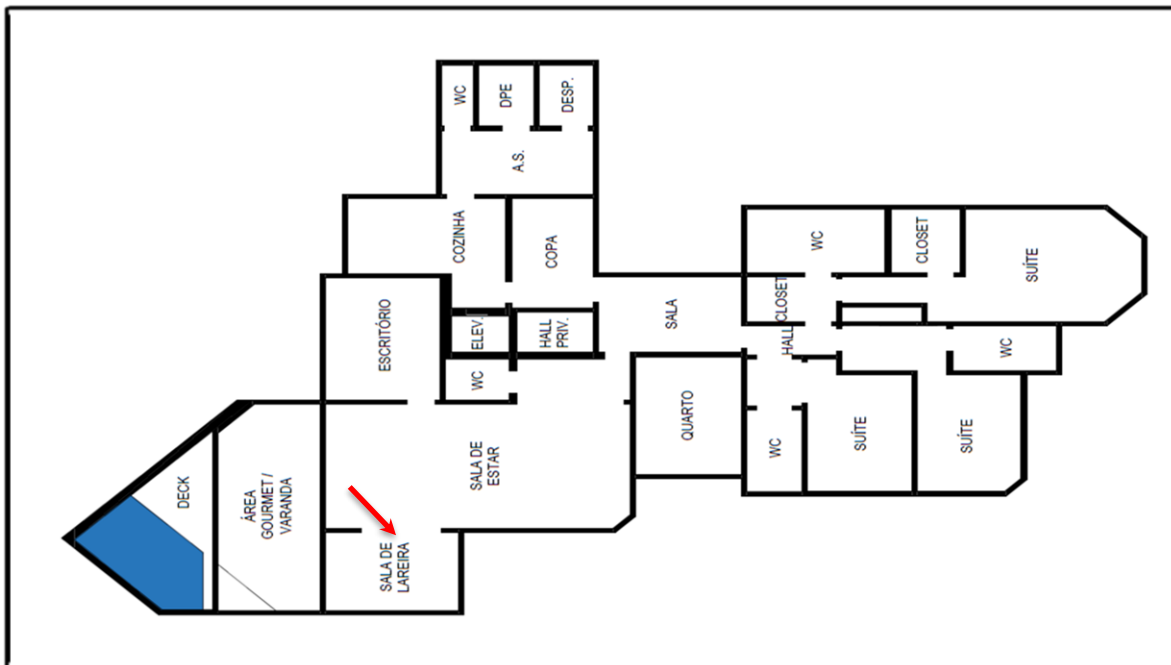 WC
DPE
DESP.
A.S.
COZINHA
COPA
WC
CLOSET
SUÍTE
CLOSET
SALA
ESCRITÓRIO
ELEV.
HALL
PRIV.
HALL
WC
WC
QUARTO
WC
SUÍTE
SUÍTE
SALA DE
ESTAR
DECK
ÁREA
GOURMET /
VARANDA
SALA DE
LAREIRA